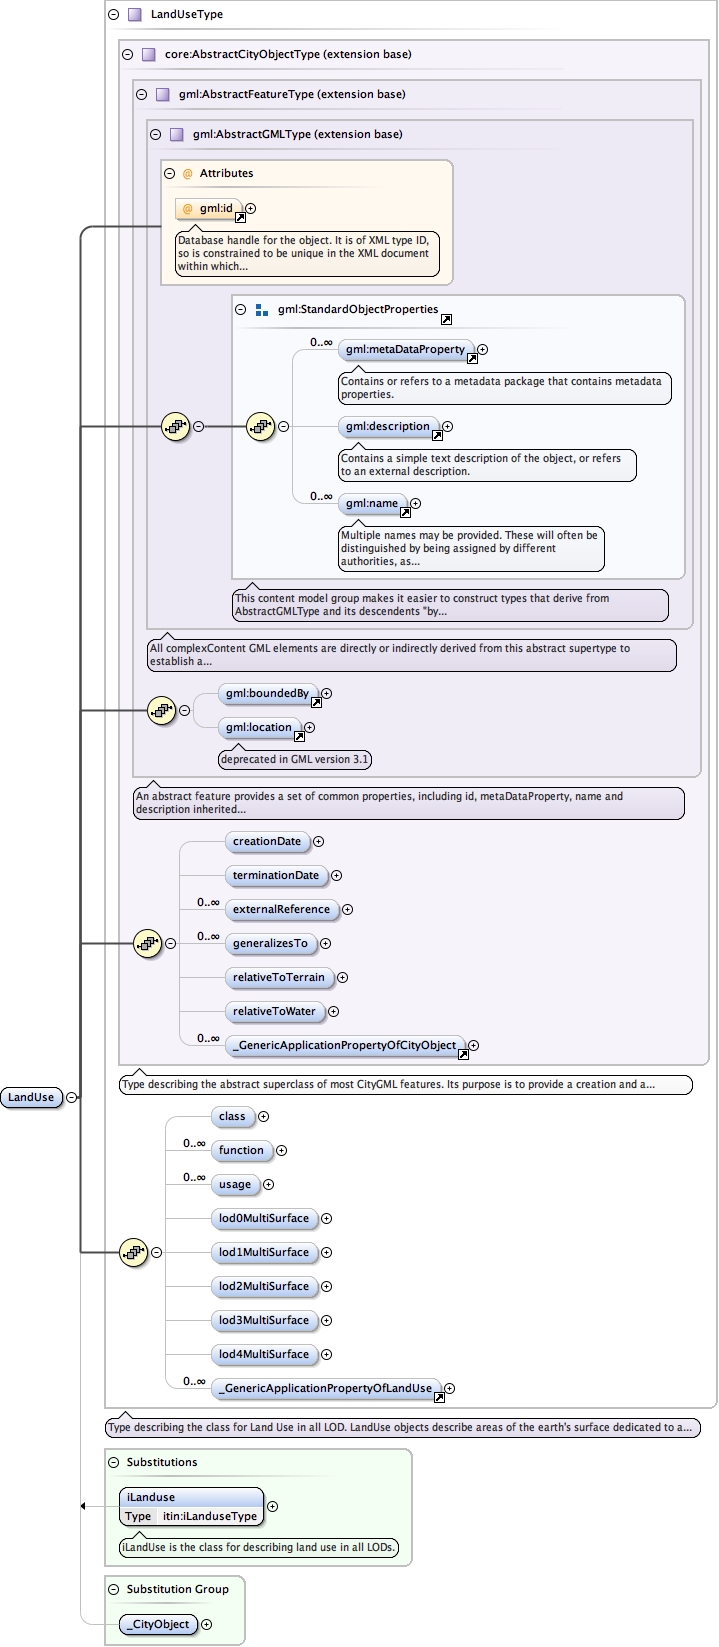 LandUseType
core:AbstractCityObjectType (extension base)
gml:AbstractFeatureType (extension base)
gml:AbstractGMLType (extension base)
@ Attributes
@ gml:id
Database handle for the object. It is of XML type ID,
so is constrained to be unique in the XML document
within which...
gml:StandardObjectProperties
0..∞ gml:metaDataProperty
Contains or refers to a metadata package that contains metadata
properties.
gml:description
Contains a simple text description of the object, or refers
to an external description.
0..∞ gml:name
Multiple names may be provided. These will often be
distinguished by being assigned by different
authorities, as...
This content model group makes it easier to construct types that derive from
AbstractGMLType and its descendents "by...
All complexContent GML elements are directly or indirectly derived from this abstract supertype to
establish a...
gml:boundedBy
gml:location
deprecated in GML version 3.1
An abstract feature provides a set of common properties, including id, metaDataProperty, name and
description inherited...
creationDate
terminationDate
0..∞ externalReference
0..∞ generalizesTo
relativeToTerrain
relativeToWater
0..∞ _GenericApplicationPropertyOfCityObject
Type describing the abstract superclass of most CityGML features. Its purpose is to provide a creation and a...
LandUse
class
0..∞ function
0..∞ usage
lod0MultiSurface
lod1MultiSurface
lod2MultiSurface
lod3MultiSurface
lod4MultiSurface
0..∞ _GenericApplicationPropertyOfLandUse
Type describing the class for Land Use in all LOD. LandUse objects describe areas of the earth's surface dedicated to a...
Substitutions
iLanduse
Type itin:iLanduseType
iLandUse is the class for describing land use in all LODs.
Substitution Group
_CityObject